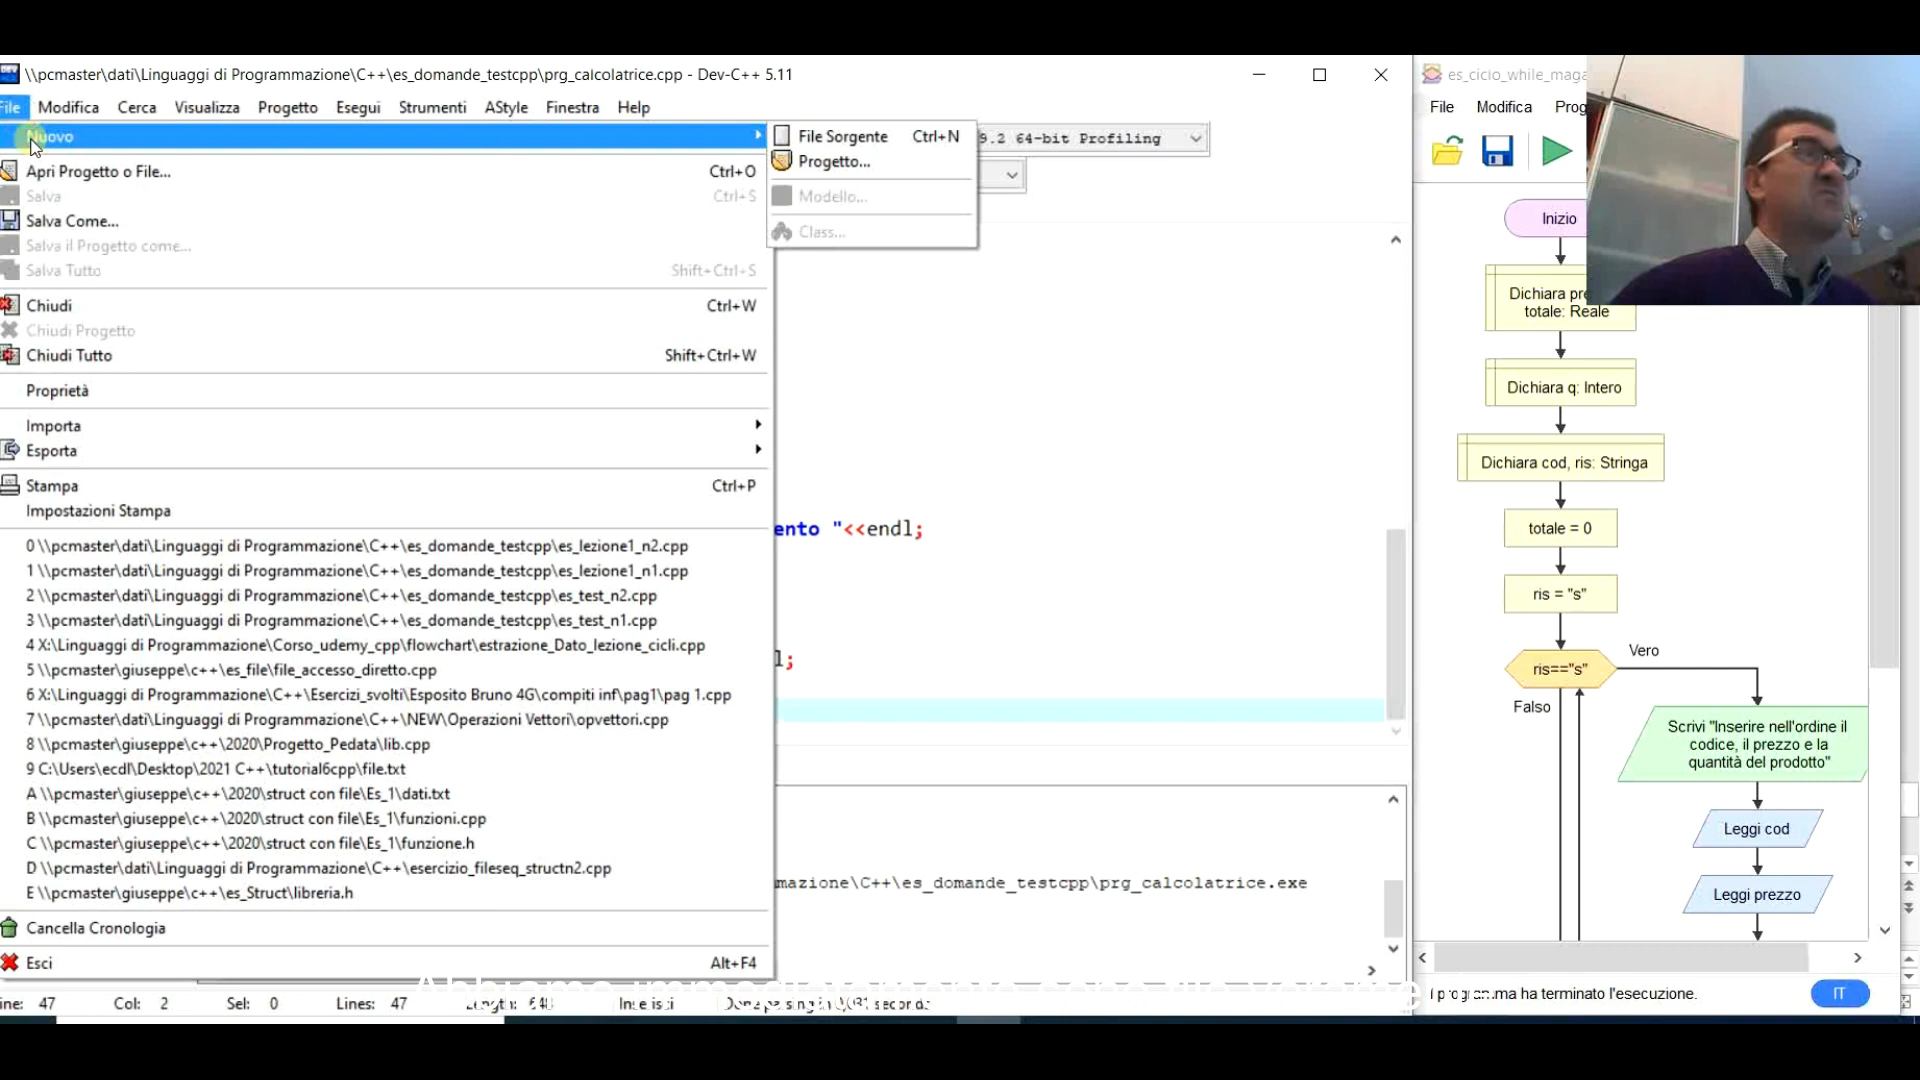 \\pcmaster\dati\Linguaggi di Programmazione\C++\es_domande_testcpp\prg_calcolatrice.cpp - Dev-C++ 5.11
File Modifica Cerca Visualizza Progetto Esegui Strumenti AStyle Finestra Help
Nuovo
File Sorgente Ctrl+N
Progetto...
Modello...
Class...
9.2 64-bit Profiling
Apri Progetto o File... Ctrl+O
Salva Ctrl+S
Salva Come...
Salva il Progetto come...
Salva Tutto Shift+Ctrl+S
Chiudi Ctrl+W
Chiudi Progetto
Chiudi Tutto Shift+Ctrl+W
Proprietà
Importa
Esporta
Stampa Ctrl+P
Impostazioni Stampa
0 \\pcmaster\dati\Linguaggi di Programmazione\C++\es_domande_testcpp\es_lezione1_n2.cpp
1 \\pcmaster\dati\Linguaggi di Programmazione\C++\es_domande_testcpp\es_lezione1_n1.cpp
2 \\pcmaster\dati\Linguaggi di Programmazione\C++\es_domande_testcpp\es_test_n2.cpp
3 \\pcmaster\dati\Linguaggi di Programmazione\C++\es_domande_testcpp\es_test_n1.cpp
4 X:\Linguaggi di Programmazione\Corso_udemy_cpp\flowchart\estrazione_Dato_lezione_cicli.cpp
5 \\pcmaster\giuseppe\c++\es_file\file_accesso_diretto.cpp
6 X:\Linguaggi di Programmazione\C++\Esercizi_svolti\Esposito Bruno 4G\compiti inf\pag1\pag 1.cpp
7 \\pcmaster\dati\Linguaggi di Programmazione\C++\NEW\Operazioni Vettori\opvettori.cpp
8 \\pcmaster\giuseppe\c++\2020\Progetto_Pedata\lib.cpp
9 C:\Users\ecdl\Desktop\2021 C++\tutorial6cpp\file.txt
A \\pcmaster\giuseppe\c++\2020\struct con file\Es_1\dati.txt
B \\pcmaster\giuseppe\c++\2020\struct con file\Es_1\funzioni.cpp
C \\pcmaster\giuseppe\c++\2020\struct con file\Es_1\funzione.h
D \\pcmaster\dati\Linguaggi di Programmazione\C++\esercizio_fileseq_structn2.cpp
E \\pcmaster\giuseppe\c++\es_Struct\libreria.h
Cancella Cronologia
Esci Alt+F4
ento "<<endl;
l;
mazione\C++\es_domande_testcpp\prg_calcolatrice.exe
ine: 47 Col: 2 Sel: 0 Lines: 47
es_ciclo_while_maga
File Modifica Prog
Inizio
Dichiara pre
totale: Reale
Dichiara q: Intero
Dichiara cod, ris: Stringa
totale = 0
ris = "s"
ris=="s"
Vero
Falso
Scrivi "Inserire nell'ordine il
codice, il prezzo e la
quantità del prodotto"
Leggi cod
Leggi prezzo
programma ha terminato l'esecuzione.
IT